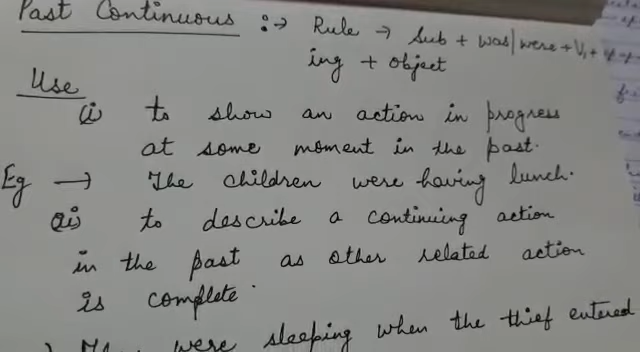 Past Continuous :→ Rule → Sub + was/were + V1 +
ing + object
Use
(i) to show an action in progress
at some moment in the past.
Eg → The children were having lunch.
(ii) to describe a continuing action
in the past as other related action
is complete.
They were sleeping when the thief entered